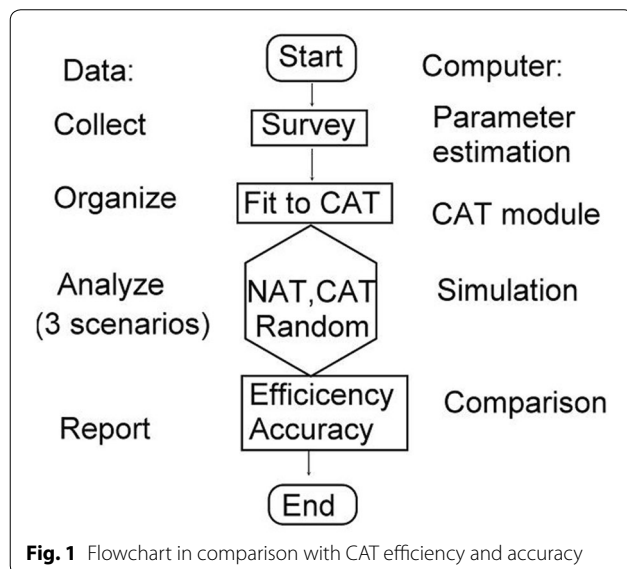 Data:
Start
Computer:
Collect
Survey
Parameter
estimation
Organize
Fit to CAT
CAT module
Analyze
(3 scenarios)
NAT,CAT
Random
Simulation
Report
Efficicency
Accuracy
Comparison
End
Fig. 1 Flowchart in comparison with CAT efficiency and accuracy